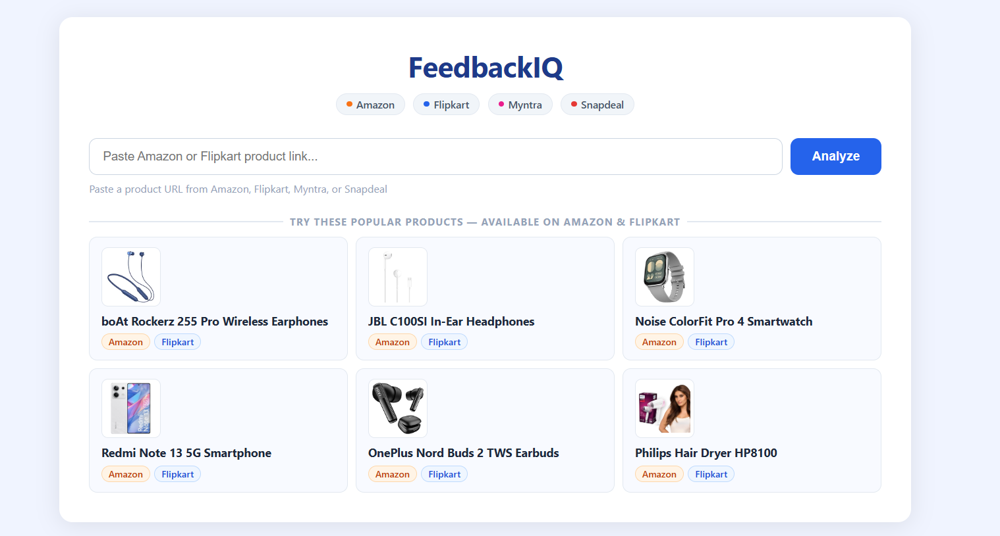 FeedbackIQ
Amazon
Flipkart
Myntra
Snapdeal
Paste Amazon or Flipkart product link...
Analyze
Paste a product URL from Amazon, Flipkart, Myntra, or Snapdeal
TRY THESE POPULAR PRODUCTS — AVAILABLE ON AMAZON & FLIPKART
boAt Rockerz 255 Pro Wireless Earphones
Amazon Flipkart
JBL C100SI In-Ear Headphones
Amazon Flipkart
Noise ColorFit Pro 4 Smartwatch
Amazon Flipkart
Redmi Note 13 5G Smartphone
Amazon Flipkart
OnePlus Nord Buds 2 TWS Earbuds
Amazon Flipkart
Philips Hair Dryer HP8100
Amazon Flipkart